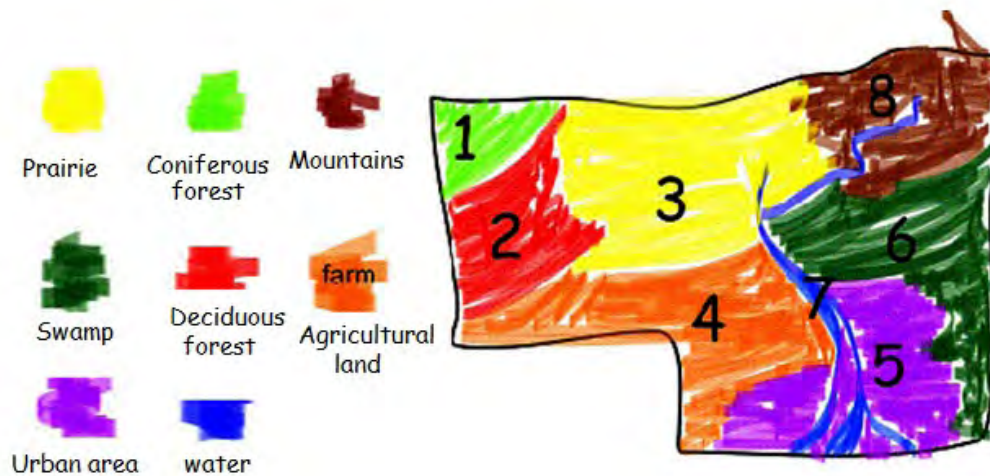 Prairie
Coniferous
forest
Mountains
Swamp
Deciduous
forest
farm
Agricultural
land
Urban area
water
1
2
3
4
5
6
7
8